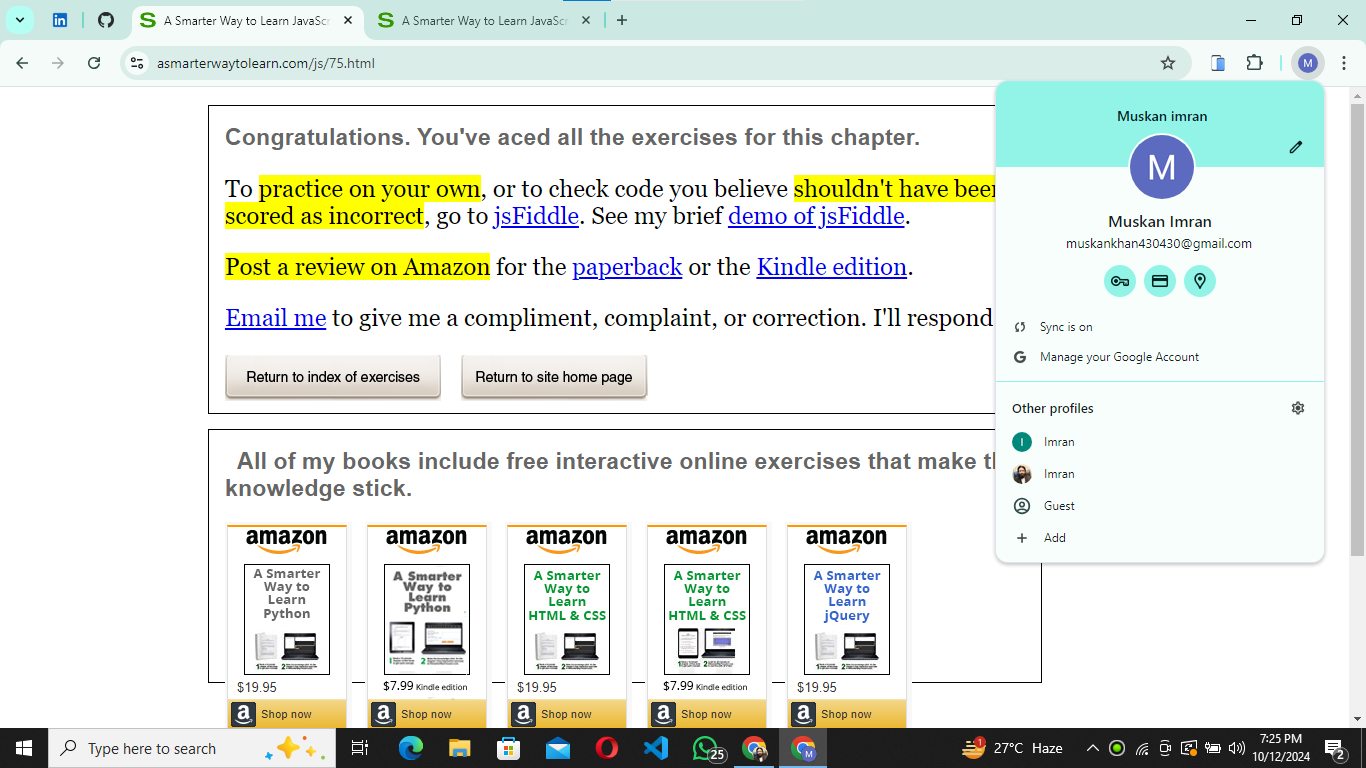 A Smarter Way to Learn JavaScr
A Smarter Way to Learn JavaScr
asmarterwaytolearn.com/js/75.html
M
Congratulations. You've aced all the exercises for this chapter.
To practice on your own, or to check code you believe shouldn't have been
scored as incorrect, go to jsFiddle. See my brief demo of jsFiddle.
Post a review on Amazon for the paperback or the Kindle edition.
Email me to give me a compliment, complaint, or correction. I'll respond
Return to index of exercises
Return to site home page
Muskan imran
M
Muskan Imran
muskankhan430430@gmail.com
Sync is on
Manage your Google Account
Other profiles
I Imran
Imran
Guest
Add
All of my books include free interactive online exercises that make th
knowledge stick.
amazon
A Smarter
Way to
Learn
Python
$19.95
Shop now
amazon
A Smarter
Way to
Learn
Python
$7.99 Kindle edition
Shop now
amazon
A Smarter
Way to
Learn
HTML & CSS
$19.95
Shop now
amazon
A Smarter
Way to
Learn
HTML & CSS
$7.99 Kindle edition
Shop now
amazon
A Smarter
Way to
Learn
jQuery
$19.95
Shop now
Type here to search
25
M
1
27°C Haze
7:25 PM
10/12/2024
2